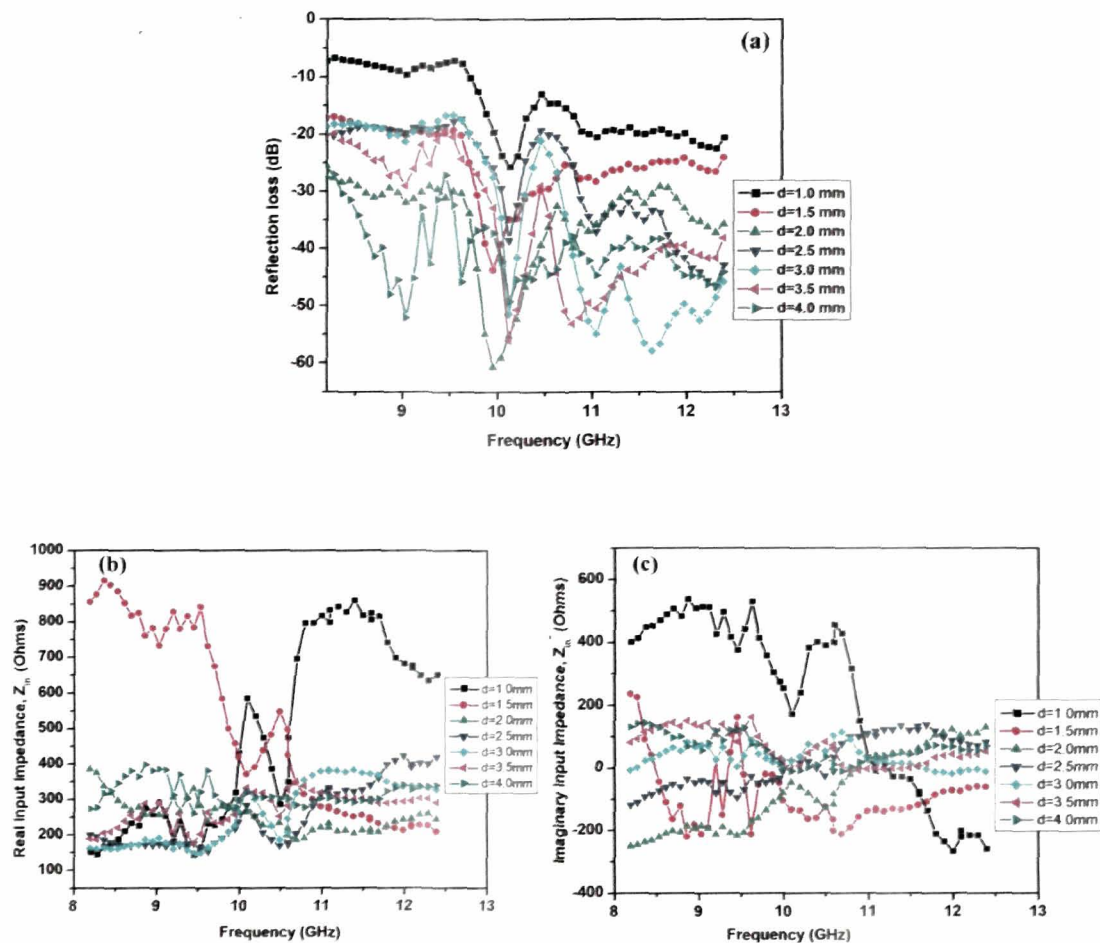 (a)
0
-10
-20
-30
-40
-50
-60
Reflection loss (dB)
9
10
11
12
13
Frequency (GHz)
d=1.0 mm
d=1.5 mm
d=2.0 mm
d=2.5 mm
d=3.0 mm
d=3.5 mm
d=4.0 mm
(b)
1000
900
800
700
600
500
400
300
200
100
Real Input Impedance, Z_in (Ohms)
8
9
10
11
12
13
Frequency (GHz)
d=1 0mm
d=1 5mm
d=2 0mm
d=2 5mm
d=3 0mm
d=3 5mm
d=4 0mm
(c)
600
400
200
0
-200
-400
Imaginary Input Impedance, Z_in (Ohms)
8
9
10
11
12
13
Frequency (GHz)
d=1 0mm
d=1 5mm
d=2 0mm
d=2 5mm
d=3 0mm
d=3 5mm
d=4 0mm